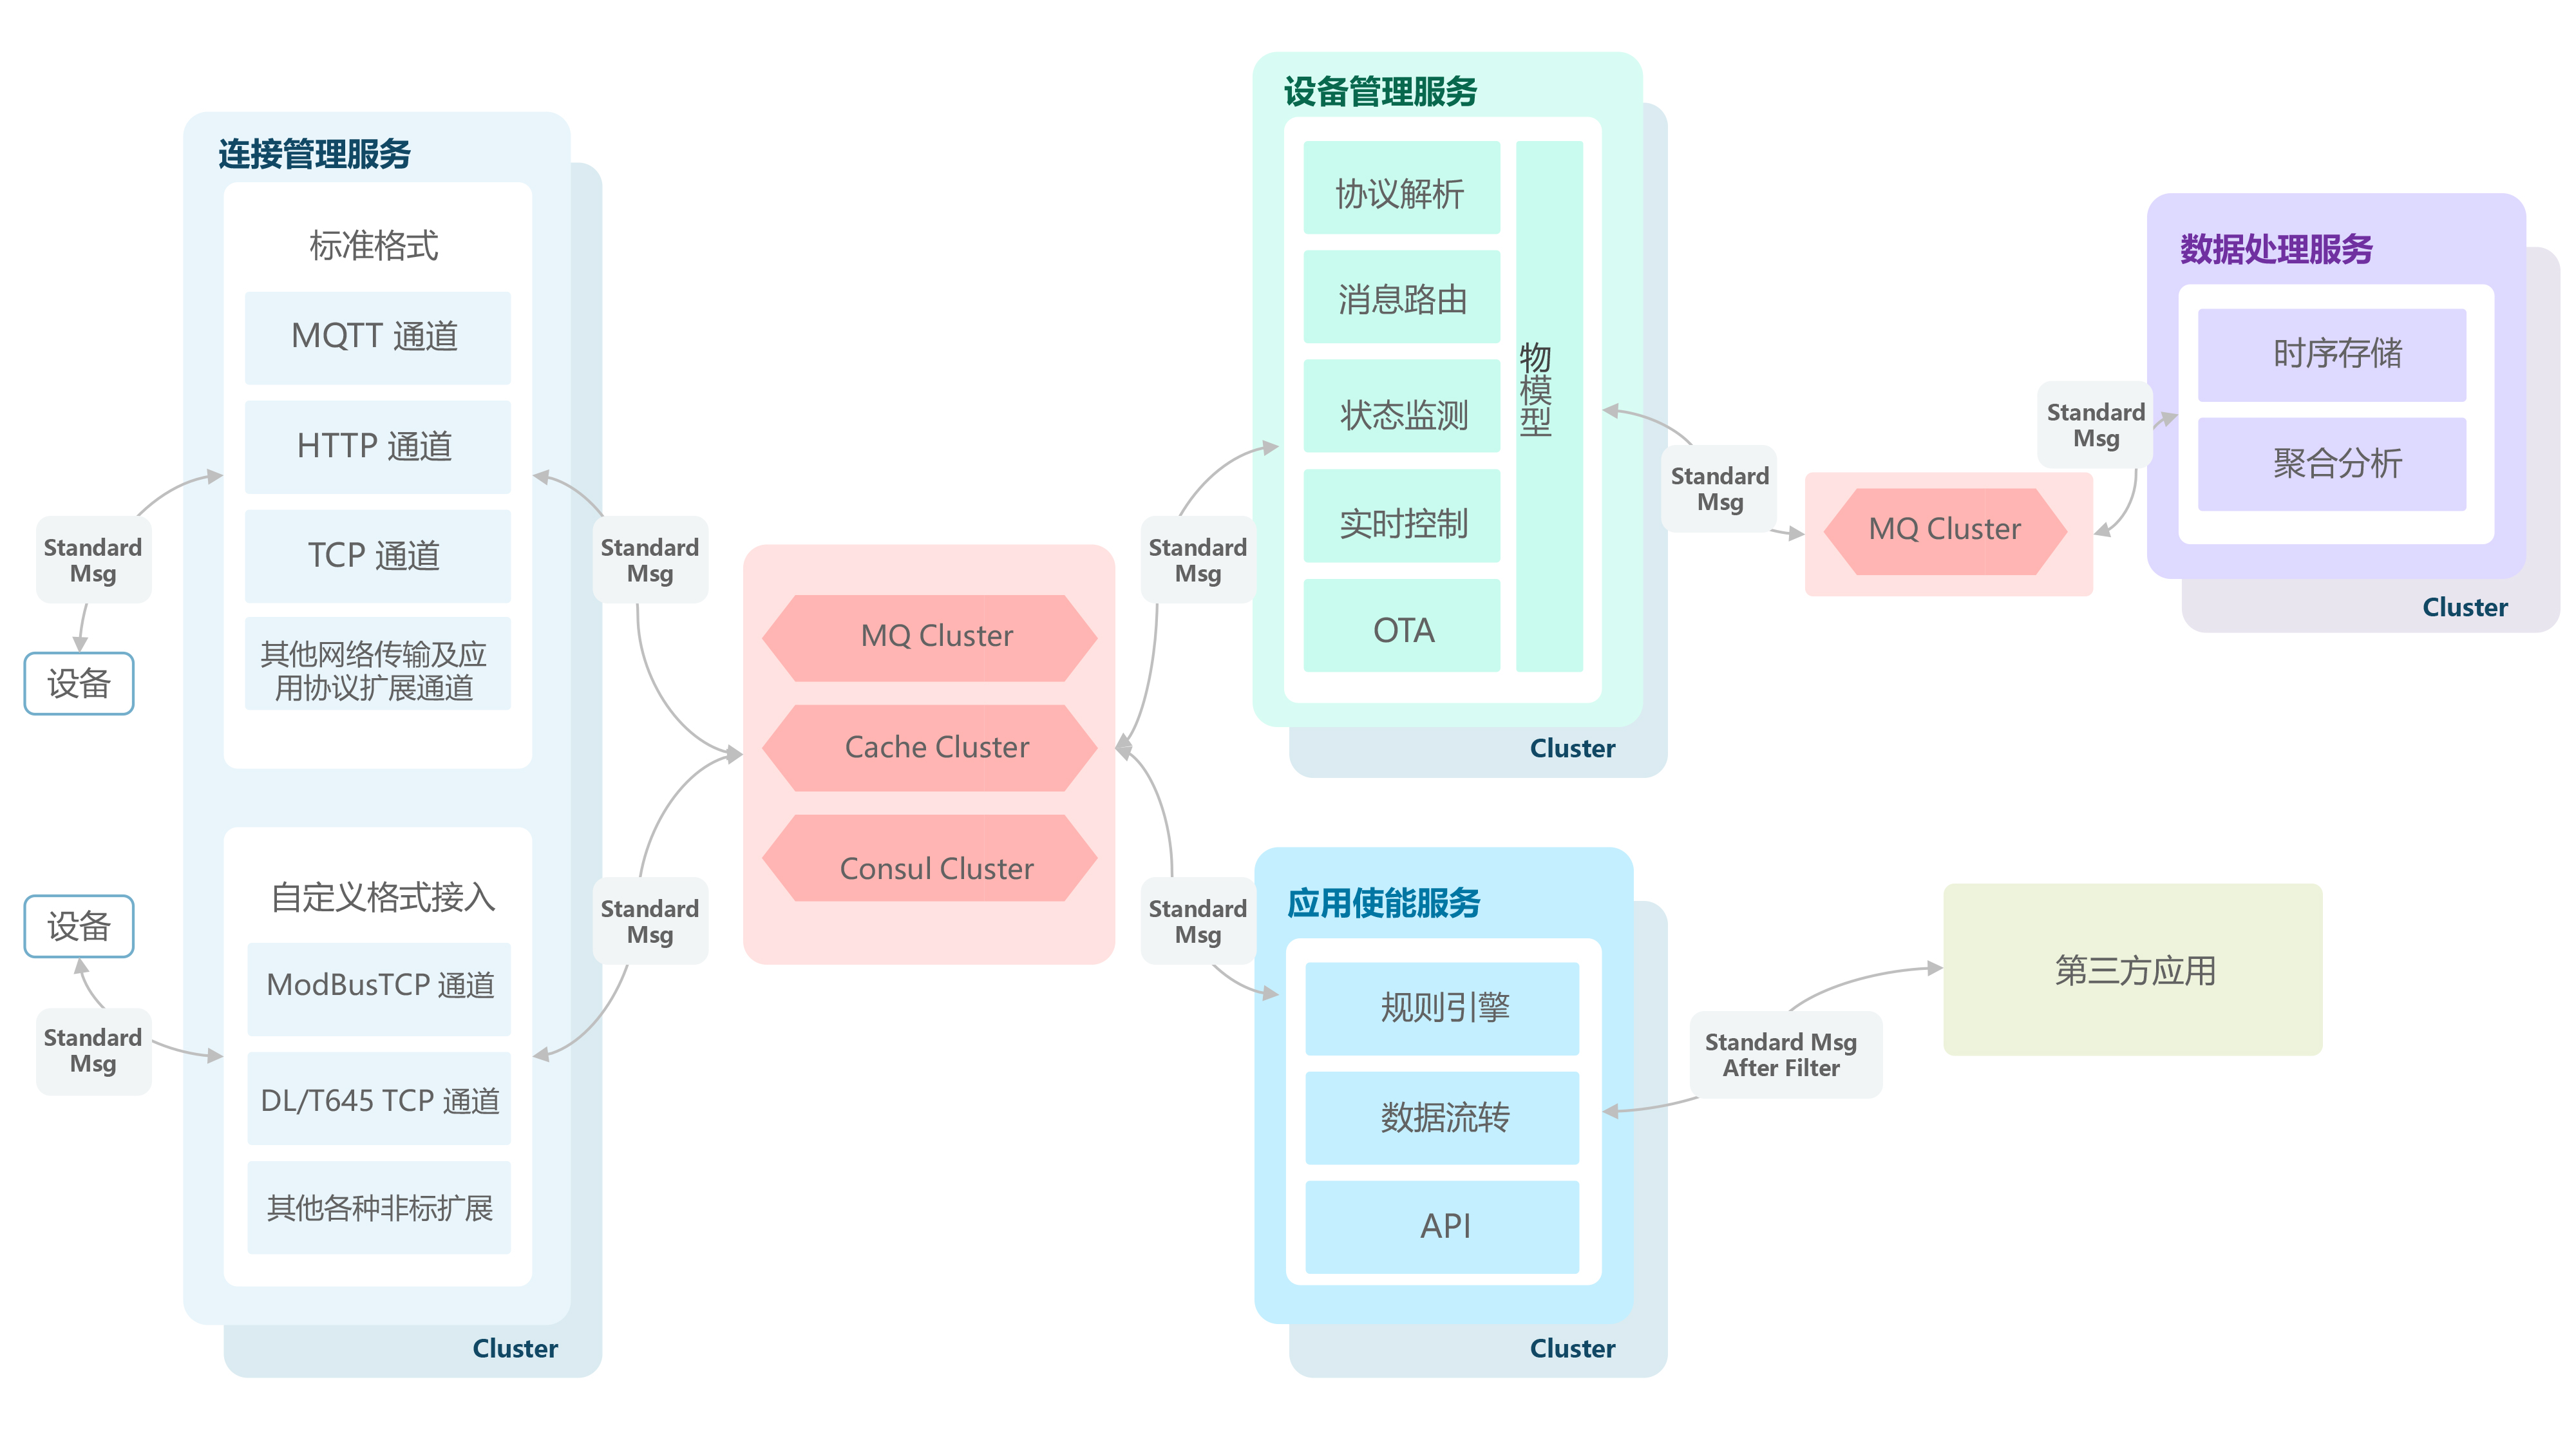 设备
Standard
Msg
设备
Standard
Msg
连接管理服务
标准格式
MQTT 通道
HTTP 通道
TCP 通道
其他网络传输及应
用协议扩展通道
自定义格式接入
ModBusTCP 通道
DL/T645 TCP 通道
其他各种非标扩展
Cluster
Standard
Msg
Standard
Msg
MQ Cluster
Cache Cluster
Consul Cluster
Standard
Msg
Standard
Msg
设备管理服务
协议解析
消息路由
状态监测
实时控制
OTA
物
模
型
Cluster
应用使能服务
规则引擎
数据流转
API
Cluster
Standard
Msg
MQ Cluster
Standard
Msg
数据处理服务
时序存储
聚合分析
Cluster
Standard Msg
After Filter
第三方应用